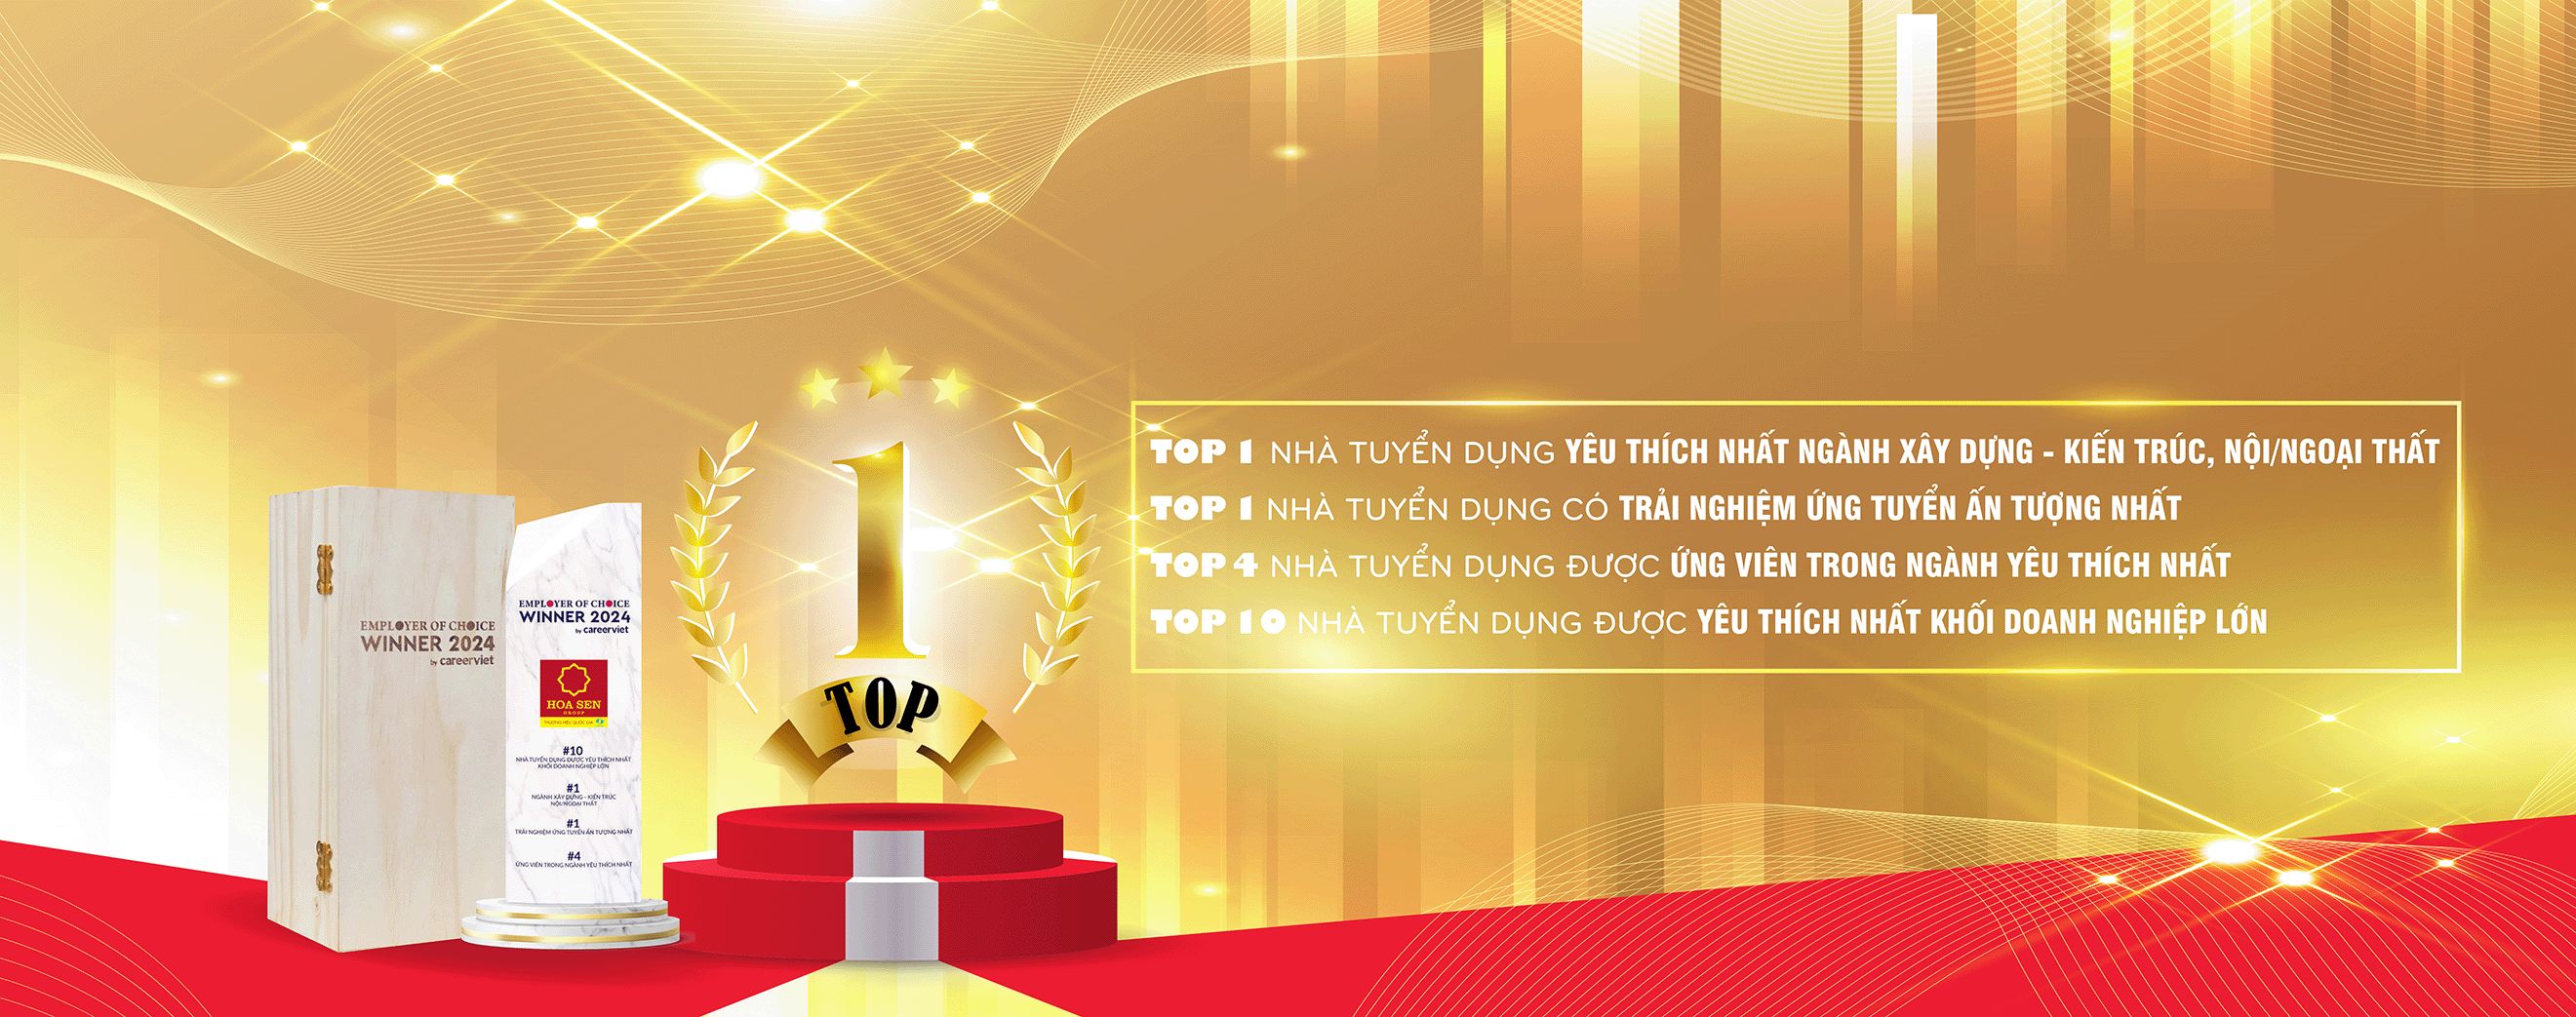 EMPLOYER OF CHOICE
WINNER 2024
by careerviet
EMPLOYER OF CHOICE
WINNER 2024
by careerviet
HOA SEN
GROUP
THƯƠNG HIỆU QUỐC GIA
#10
NHÀ TUYỂN DỤNG ĐƯỢC YÊU THÍCH NHẤT
KHỐI DOANH NGHIỆP LỚN
#1
NGÀNH XÂY DỰNG - KIẾN TRÚC
NỘI/NGOẠI THẤT
#1
TRẢI NGHIỆM ỨNG TUYỂN ẤN TƯỢNG NHẤT
#4
ỨNG VIÊN TRONG NGÀNH YÊU THÍCH NHẤT
1
TOP
TOP 1 NHÀ TUYỂN DỤNG YÊU THÍCH NHẤT NGÀNH XÂY DỰNG - KIẾN TRÚC, NỘI/NGOẠI THẤT
TOP 1 NHÀ TUYỂN DỤNG CÓ TRẢI NGHIỆM ỨNG TUYỂN ẤN TƯỢNG NHẤT
TOP 4 NHÀ TUYỂN DỤNG ĐƯỢC ỨNG VIÊN TRONG NGÀNH YÊU THÍCH NHẤT
TOP 10 NHÀ TUYỂN DỤNG ĐƯỢC YÊU THÍCH NHẤT KHỐI DOANH NGHIỆP LỚN